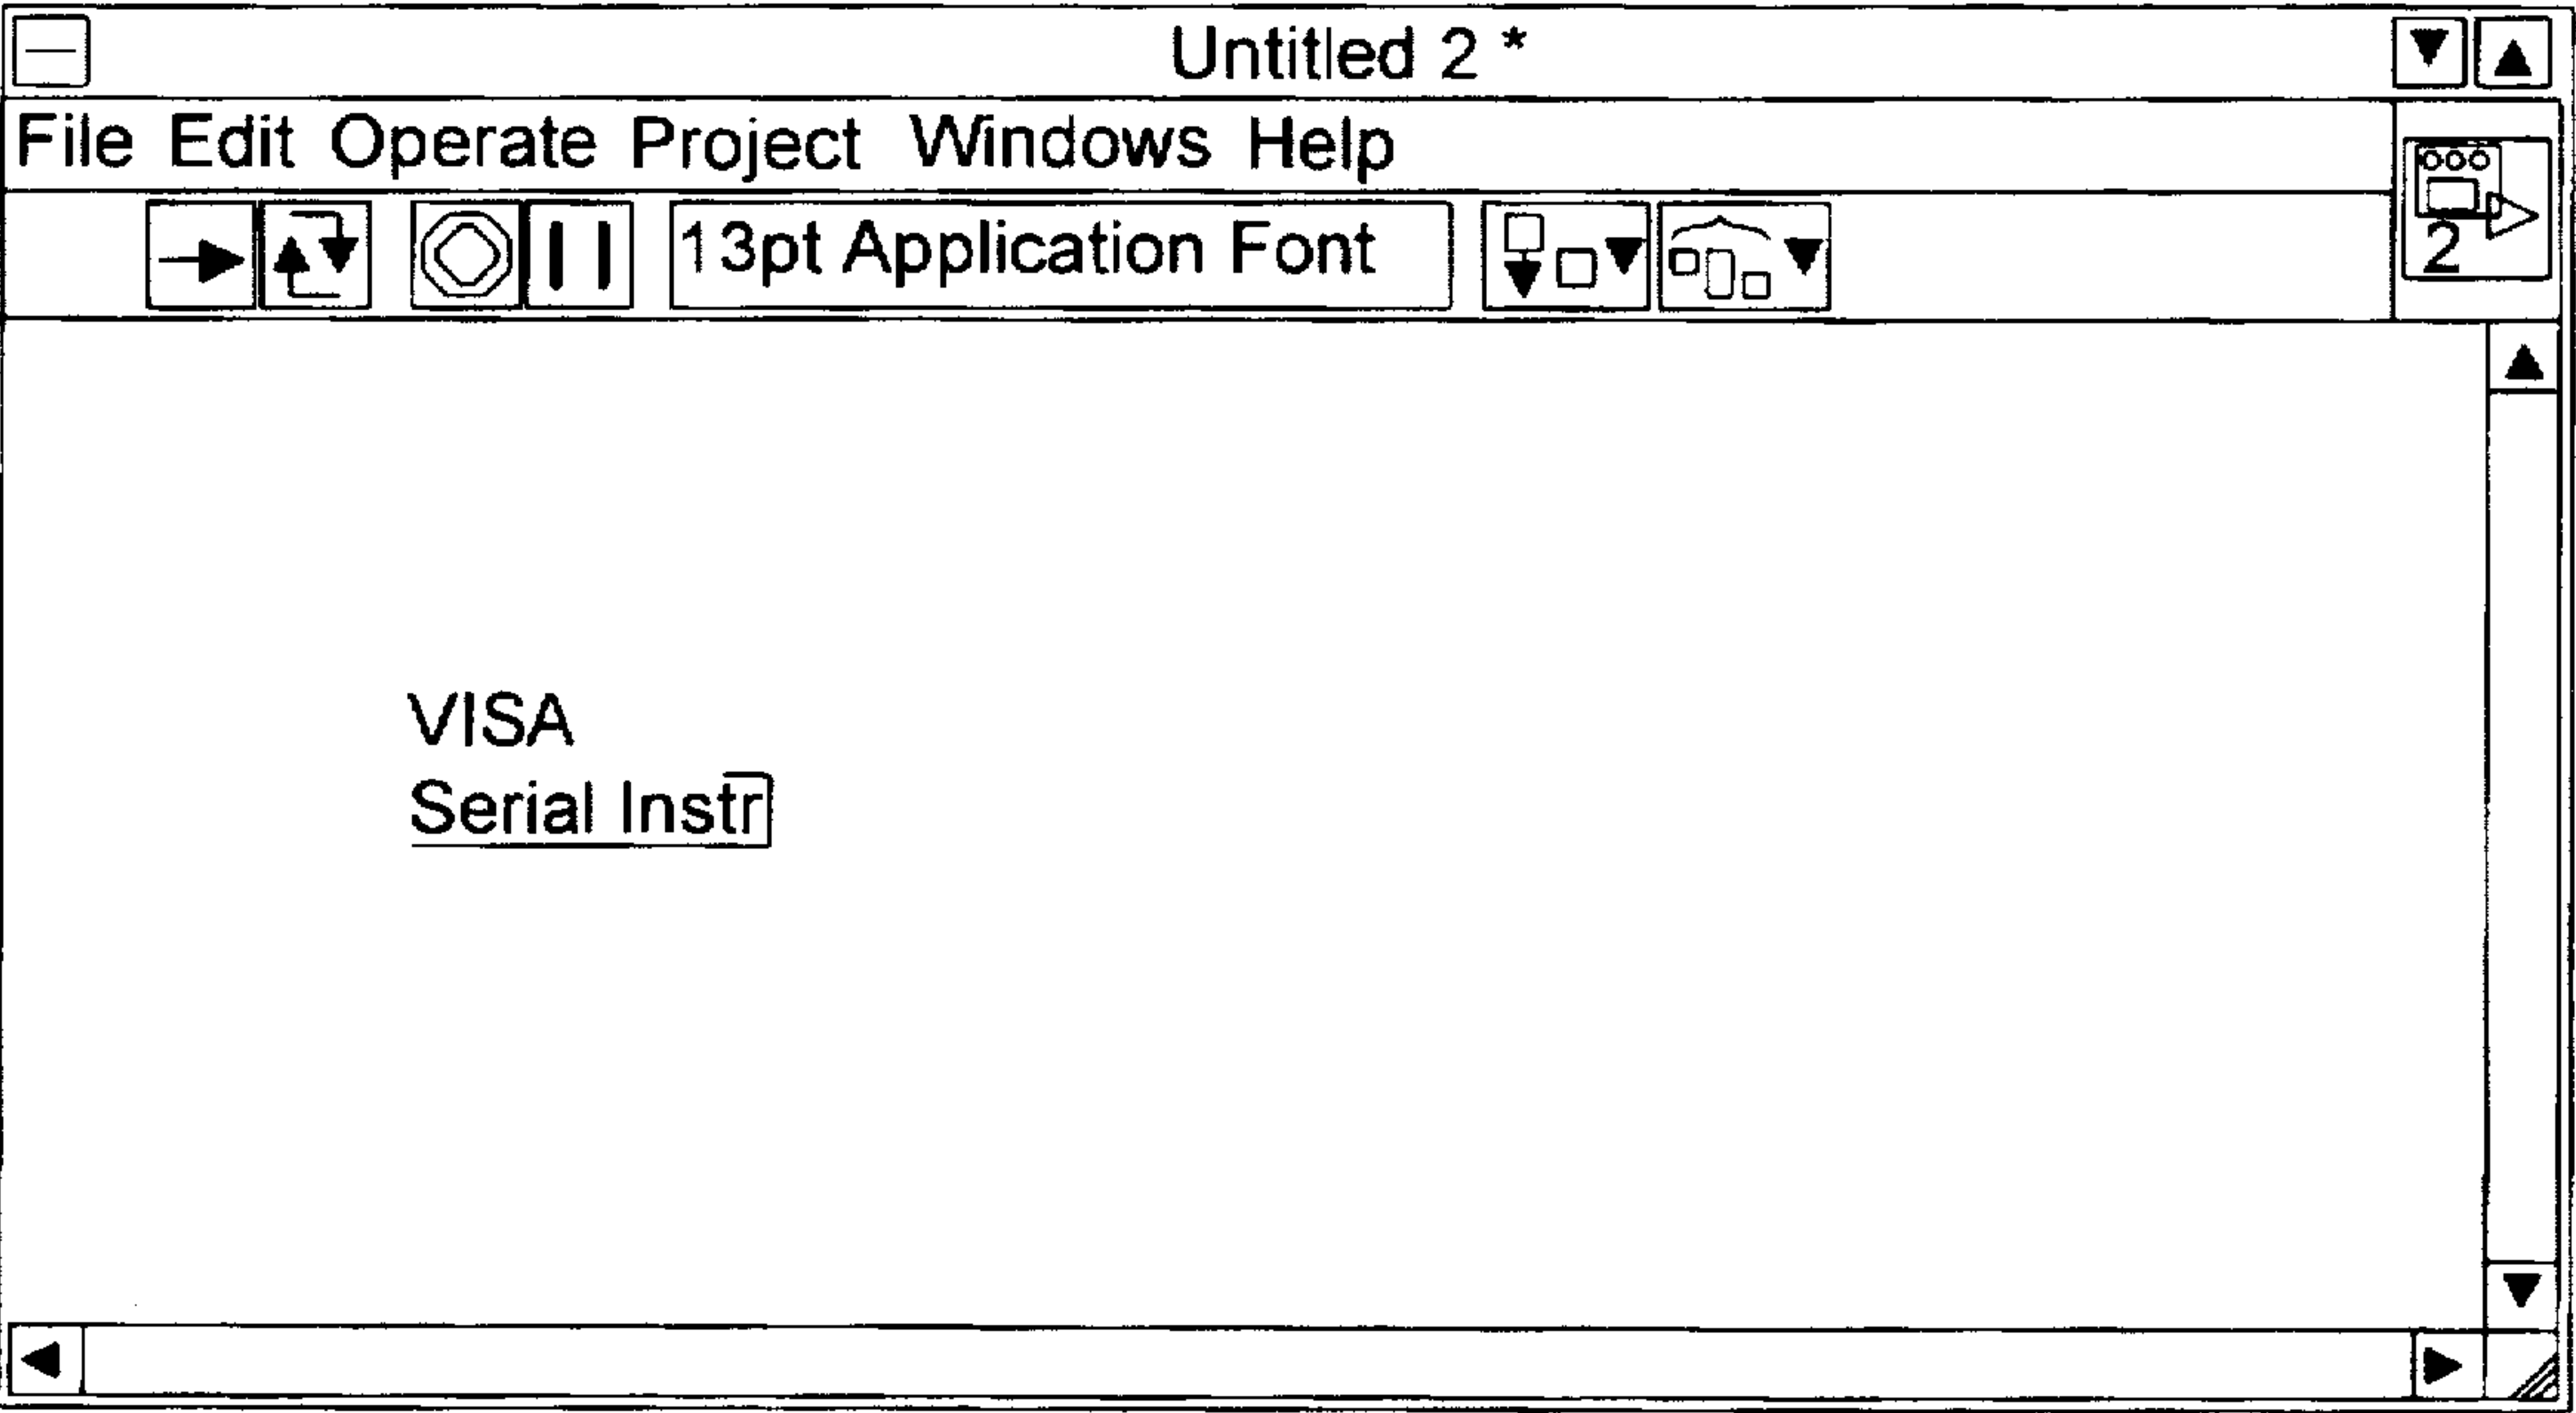 Untitled 2 *
File Edit Operate Project Windows Help
13pt Application Font
2
VISA
Serial Instr